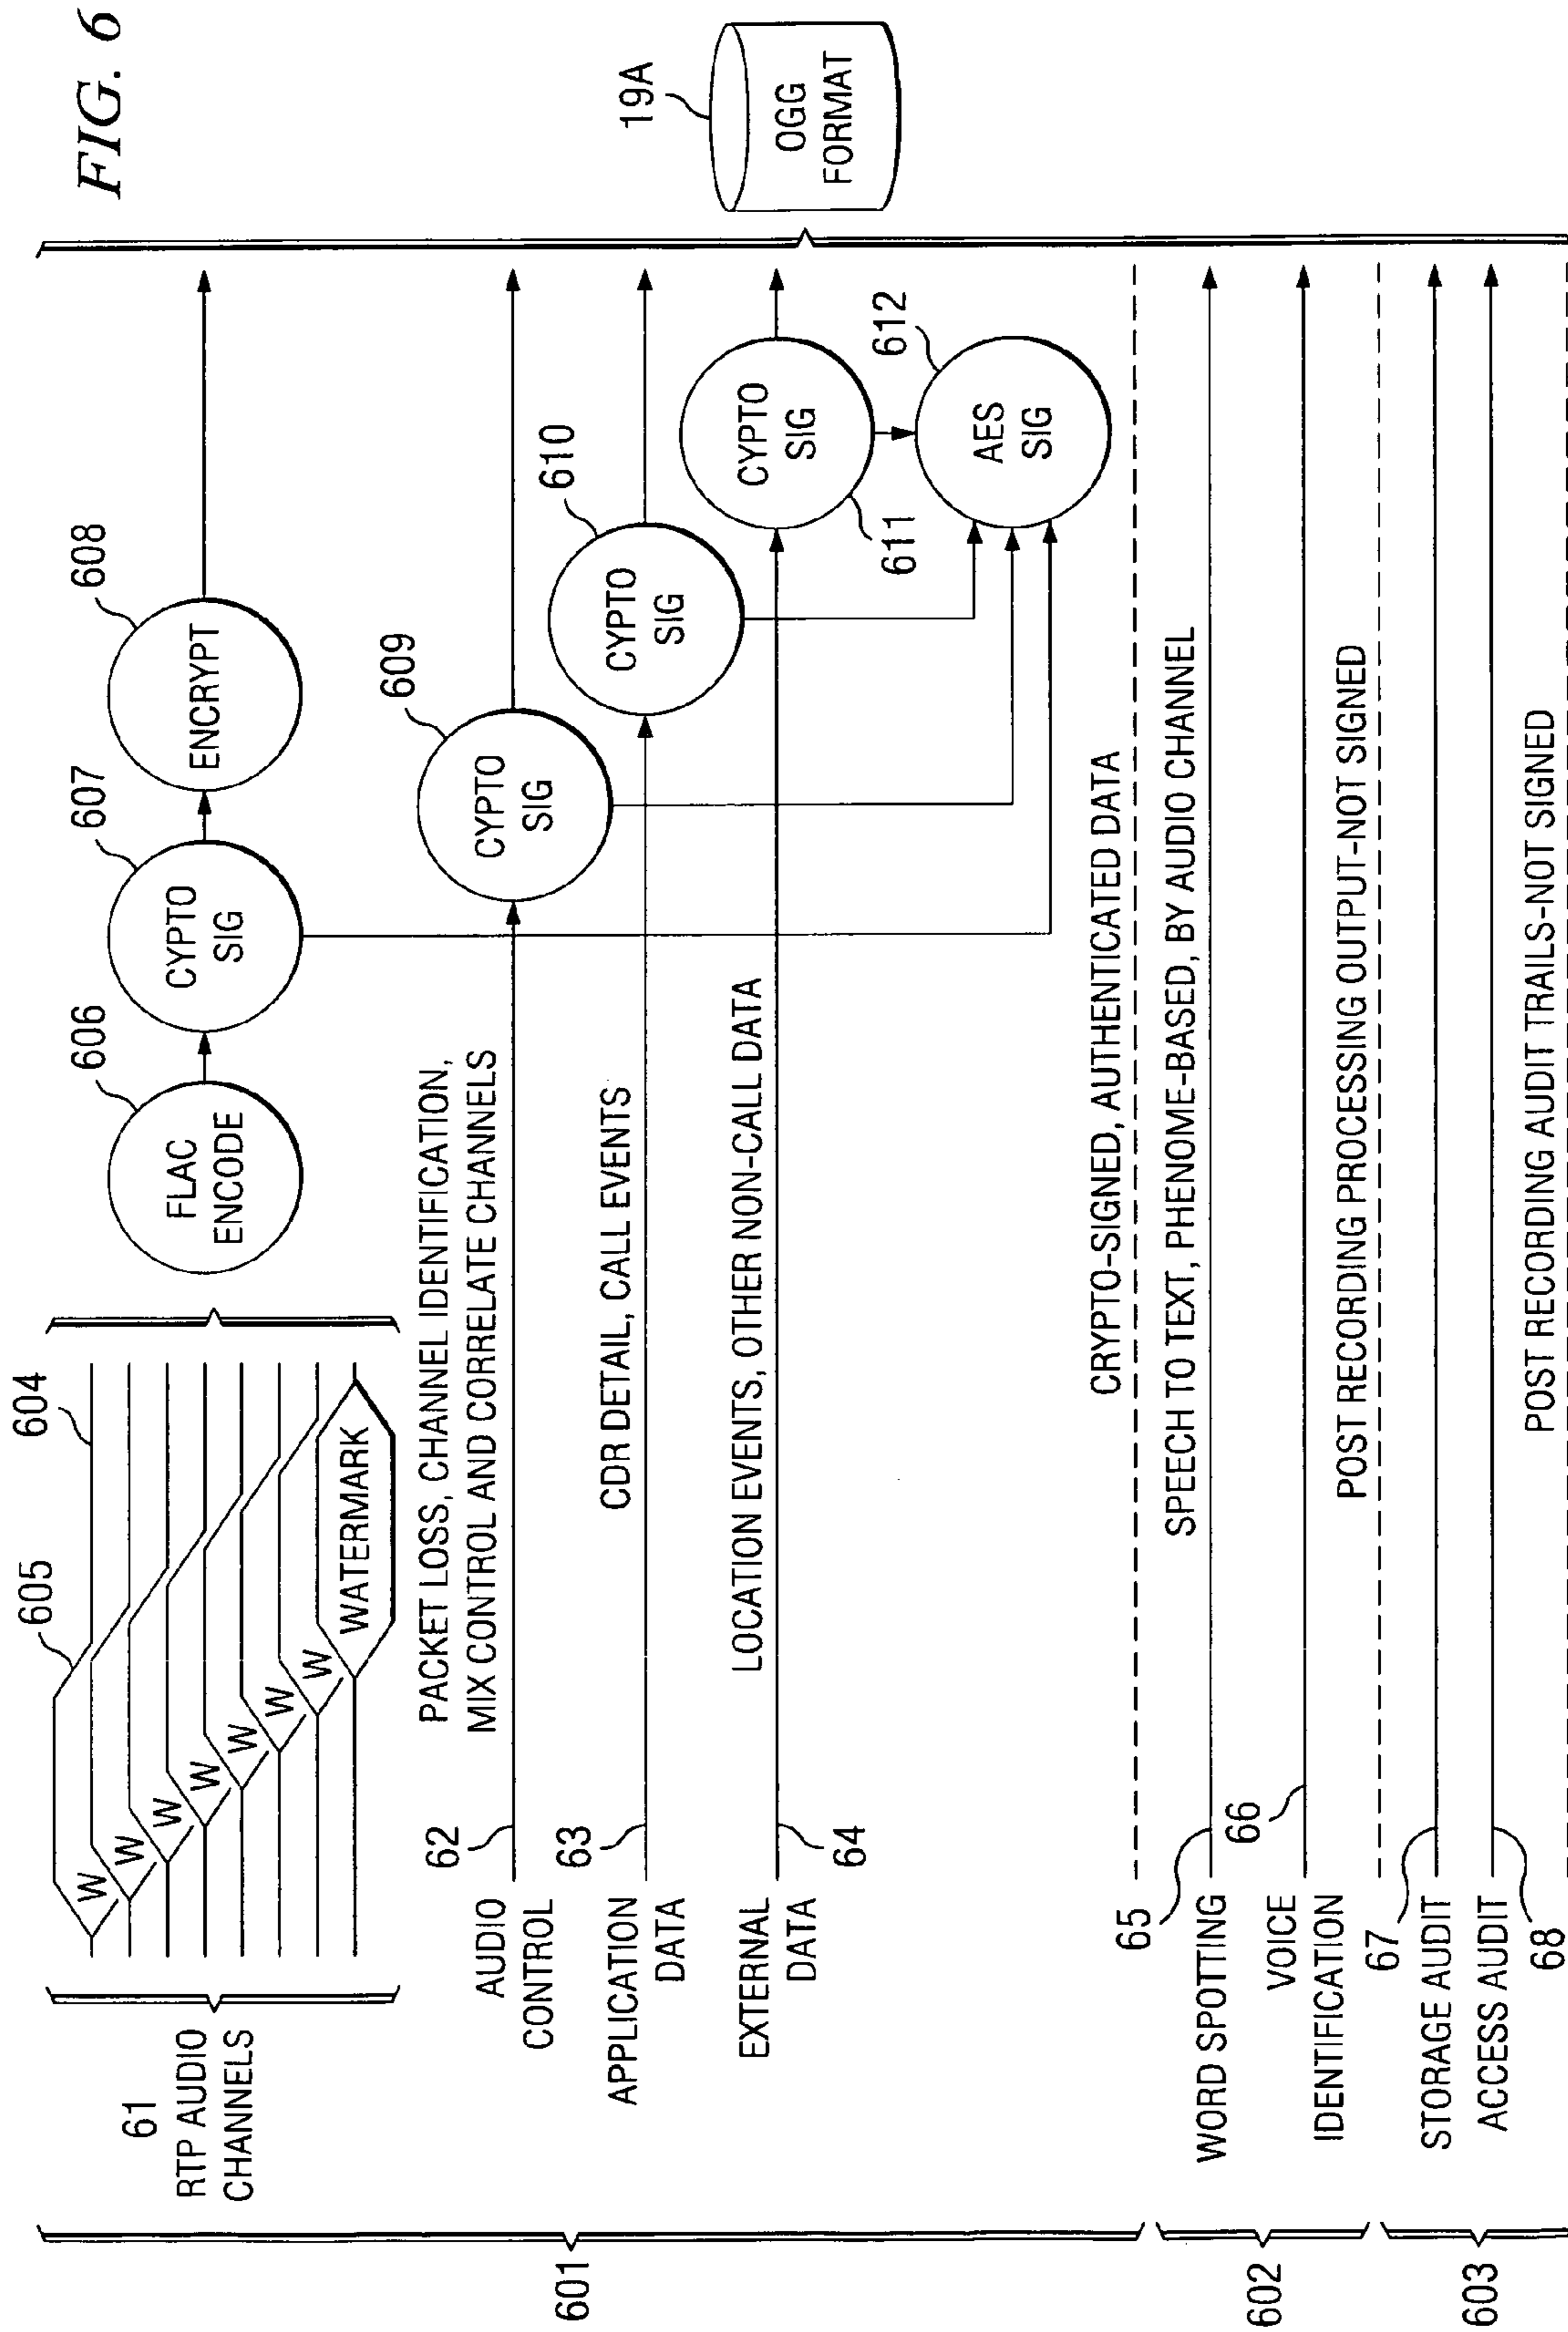 FIG. 6
61
RTP AUDIO
CHANNELS
604
605
W
W
W
W
W
W
W
WATERMARK
606
FLAC
ENCODE
607
CYPTO
SIG
608
ENCRYPT
AUDIO
CONTROL
62
PACKET LOSS, CHANNEL IDENTIFICATION,
MIX CONTROL AND CORRELATE CHANNELS
609
CYPTO
SIG
APPLICATION
DATA
63
CDR DETAIL, CALL EVENTS
610
CYPTO
SIG
EXTERNAL
DATA
64
LOCATION EVENTS, OTHER NON-CALL DATA
611
CYPTO
SIG
612
AES
SIG
19A
OGG
FORMAT
601
CRYPTO-SIGNED, AUTHENTICATED DATA
65
WORD SPOTTING
SPEECH TO TEXT, PHENOME-BASED, BY AUDIO CHANNEL
66
VOICE
IDENTIFICATION
POST RECORDING PROCESSING OUTPUT-NOT SIGNED
602
67
STORAGE AUDIT
ACCESS AUDIT
68
POST RECORDING AUDIT TRAILS-NOT SIGNED
603